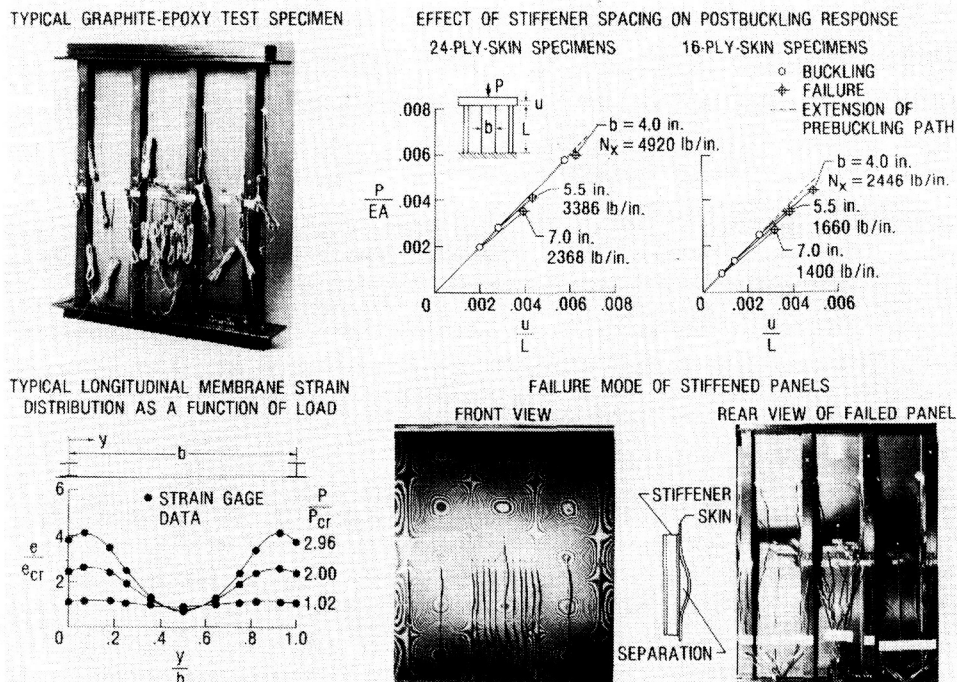 TYPICAL GRAPHITE-EPOXY TEST SPECIMEN
EFFECT OF STIFFENER SPACING ON POSTBUCKLING RESPONSE
24-PLY-SKIN SPECIMENS
16-PLY-SKIN SPECIMENS
BUCKLING
FAILURE
EXTENSION OF
PREBUCKLING PATH
P
u
b
L
b = 4.0 in.
Nx = 4920 lb/in.
5.5 in.
3386 lb/in.
7.0 in.
2368 lb/in.
.008
.006
.004
.002
P
EA
0 .002 .004 .006 .008
u
L
b = 4.0 in.
Nx = 2446 lb/in.
5.5 in.
1660 lb/in.
7.0 in.
1400 lb/in.
0 .002 .004 .006
u
L
TYPICAL LONGITUDINAL MEMBRANE STRAIN
DISTRIBUTION AS A FUNCTION OF LOAD
y
b
STRAIN GAGE
DATA
P
Pcr
2.96
2.00
1.02
6
4
2
e
ecr
0 .2 .4 .6 .8 1.0
y
b
FAILURE MODE OF STIFFENED PANELS
FRONT VIEW
REAR VIEW OF FAILED PANEL
STIFFENER
SKIN
SEPARATION